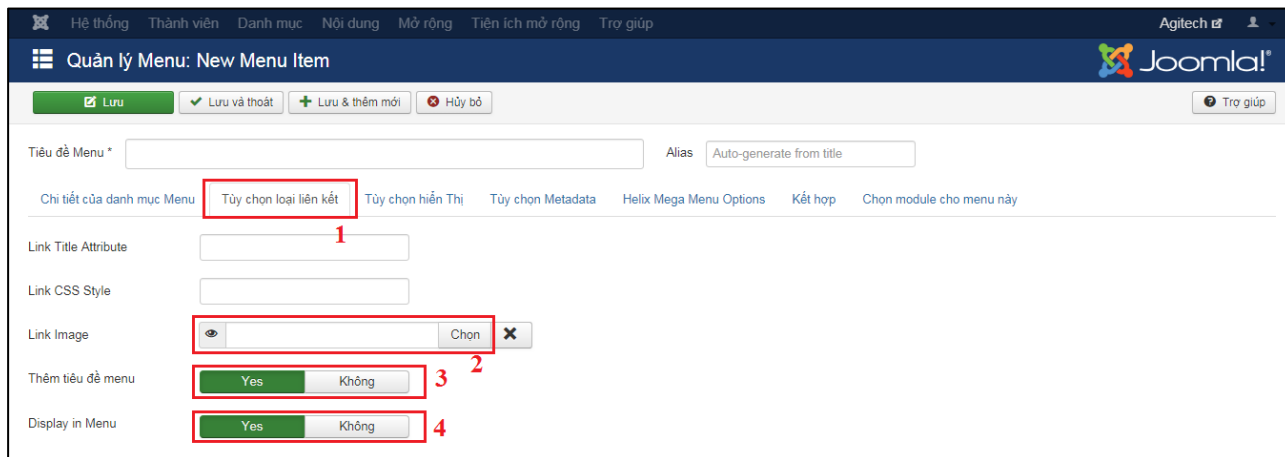 Hệ thống Thành viên Danh mục Nội dung Mở rộng Tiện ích mở rộng Trợ giúp Agitech
Quản lý Menu: New Menu Item Joomla!®
Lưu Lưu và thoát Lưu & thêm mới Hủy bỏ Trợ giúp
Tiêu đề Menu * Alias Auto-generate from title
Chi tiết của danh mục Menu Tùy chọn loại liên kết Tùy chọn hiển Thị Tùy chọn Metadata Helix Mega Menu Options Kết hợp Chọn module cho menu này
1
Link Title Attribute
Link CSS Style
Link Image Chọn
2
Thêm tiêu đề menu Yes Không 3
Display in Menu Yes Không 4